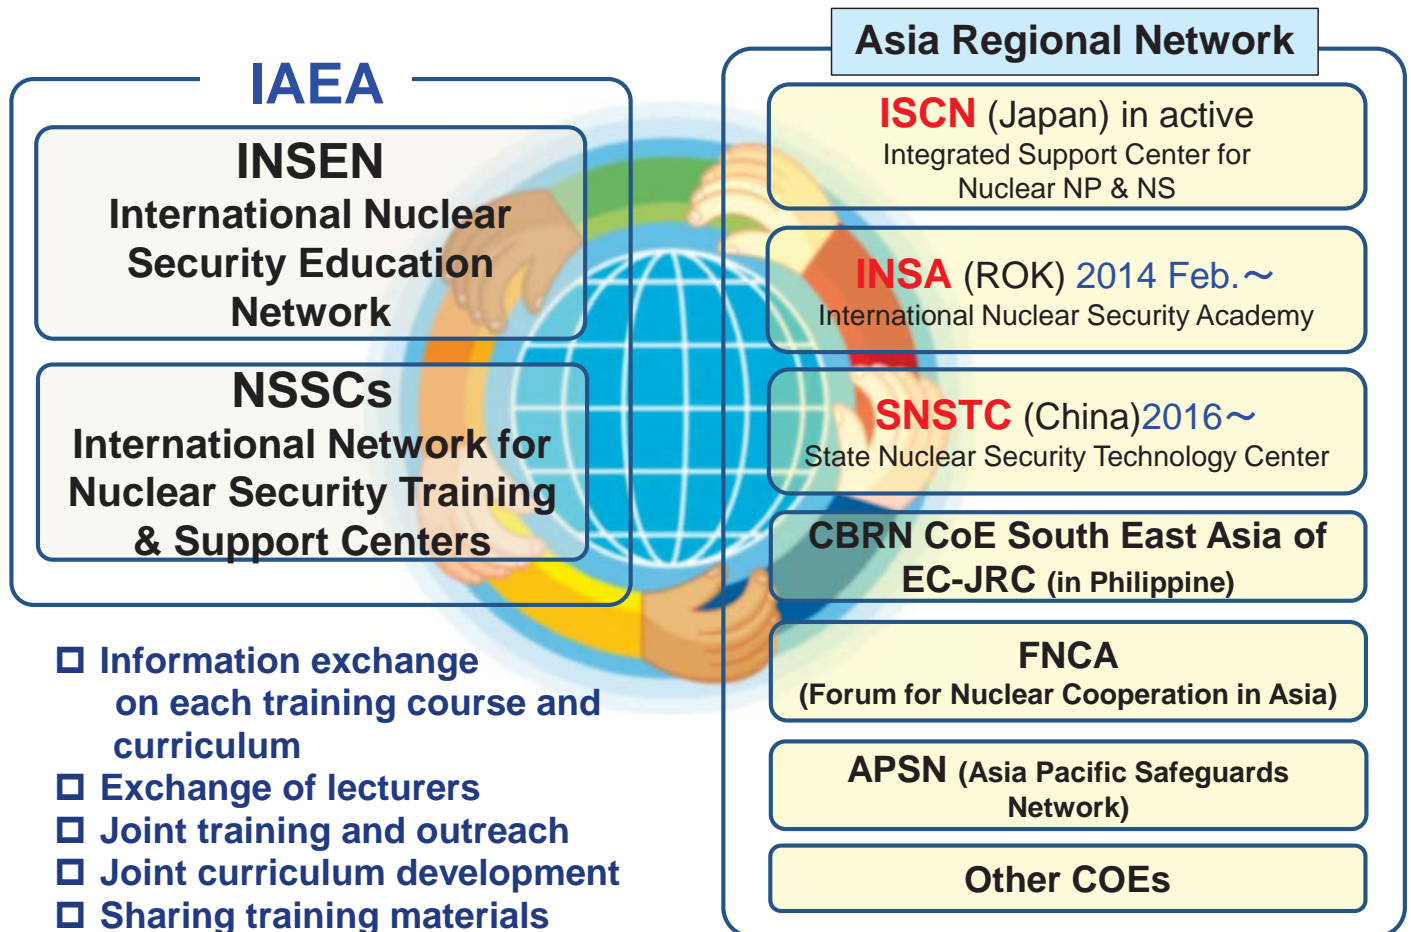 IAEA
INSEN
International Nuclear
Security Education
Network
NSSCs
International Network for
Nuclear Security Training
& Support Centers
Information exchange
on each training course and
curriculum
Exchange of lecturers
Joint training and outreach
Joint curriculum development
Sharing training materials
Asia Regional Network
ISCN (Japan) in active
Integrated Support Center for
Nuclear NP & NS
INSA (ROK) 2014 Feb.～
International Nuclear Security Academy
SNSTC (China)2016～
State Nuclear Security Technology Center
CBRN CoE South East Asia of
EC-JRC (in Philippine)
FNCA
(Forum for Nuclear Cooperation in Asia)
APSN (Asia Pacific Safeguards
Network)
Other COEs